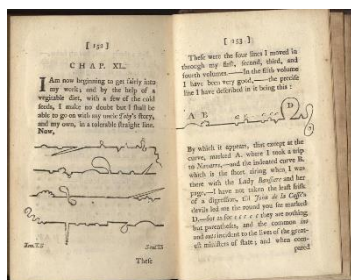 [ 152 ]
CHAP. XL.
I Am now beginning to get fairly into
my work; and by the help of a
vegitable diet, with a few of the cold
seeds, I make no doubt but I shall be
able to go on with my uncle Toby's story,
and my own, in a tolerable straight line.
Now,
These
[ 153 ]
These were the four lines I moved in
through my first, second, third, and
fourth volumes.——In the fifth volume
I have been very good,——the precise
line I have described in it being this:
A B
D
By which it appears, that except at the
curve, marked A. where I took a trip
to Navarre,—and the indented curve B.
which is the short airing when I was
there with the Lady Baussiere and her
page,—I have not taken the least frisk
of a digression, till John de la Casse's
devils led me the round you see marked
D.—for as for c c c c c they are nothing
but parentheses, and the common ins
and outs incident to the lives of the great-
est ministers of state; and when com-
pared